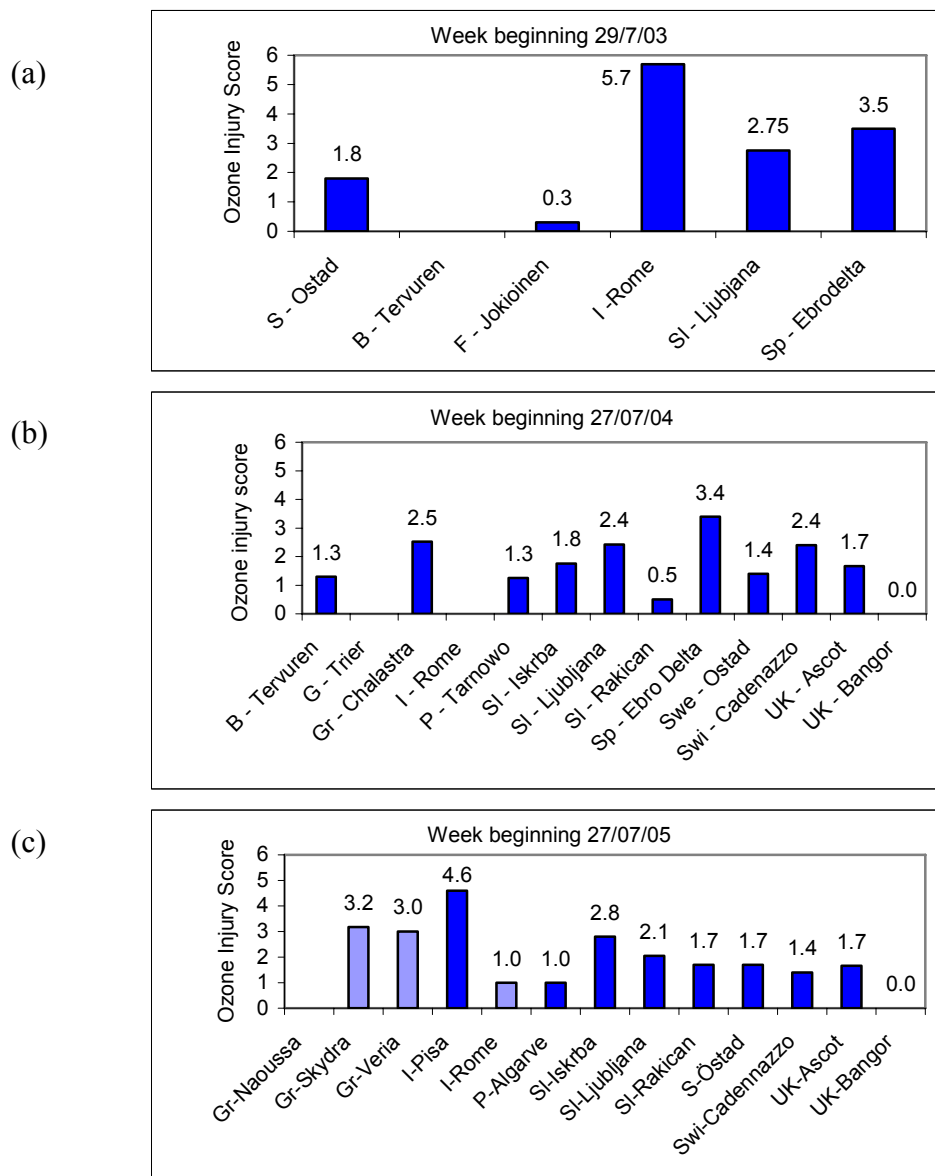 (a)
Week beginning 29/7/03
Ozone Injury Score
6
5
4
3
2
1
0
1.8
0.3
5.7
2.75
3.5
S - Ostad
B - Tervuren
F - Jokioinen
I -Rome
Sl - Ljubjana
Sp - Ebrodelta
(b)
Week beginning 27/07/04
Ozone injury score
6
5
4
3
2
1
0
1.3
2.5
1.3
1.8
2.4
0.5
3.4
1.4
2.4
1.7
0.0
B - Tervuren
G - Trier
Gr - Chalastra
I - Rome
P - Tarnowo
Sl - Iskrba
Sl - Ljubljana
Sl - Rakican
Sp - Ebro Delta
Swe - Ostad
Swi - Cadenazzo
UK - Ascot
UK - Bangor
(c)
Week beginning 27/07/05
Ozone Injury Score
6
5
4
3
2
1
0
3.2
3.0
4.6
1.0
1.0
2.8
2.1
1.7
1.7
1.4
1.7
0.0
Gr-Naoussa
Gr-Skydra
Gr-Veria
I-Pisa
I-Rome
P-Algarve
Sl-Iskrba
Sl-Ljubljana
Sl-Rakican
S-Östad
Swi-Cadennazzo
UK-Ascot
UK-Bangor